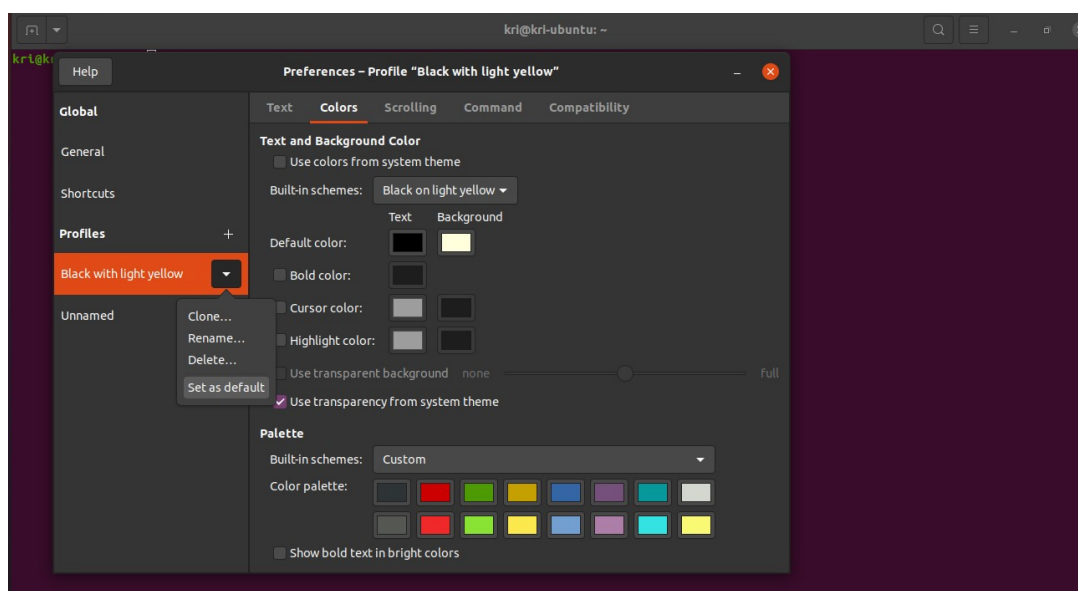 kri@kri-ubuntu: ~
kri@k
Help
Preferences – Profile “Black with light yellow”
Global
General
Shortcuts
Profiles
Black with light yellow
Unnamed
Clone...
Rename...
Delete...
Set as default
Text Colors Scrolling Command Compatibility
Text and Background Color
Use colors from system theme
Built-in schemes: Black on light yellow
Text Background
Default color:
Bold color:
Cursor color:
Highlight color:
Use transparent background none full
Use transparency from system theme
Palette
Built-in schemes: Custom
Color palette:
Show bold text in bright colors